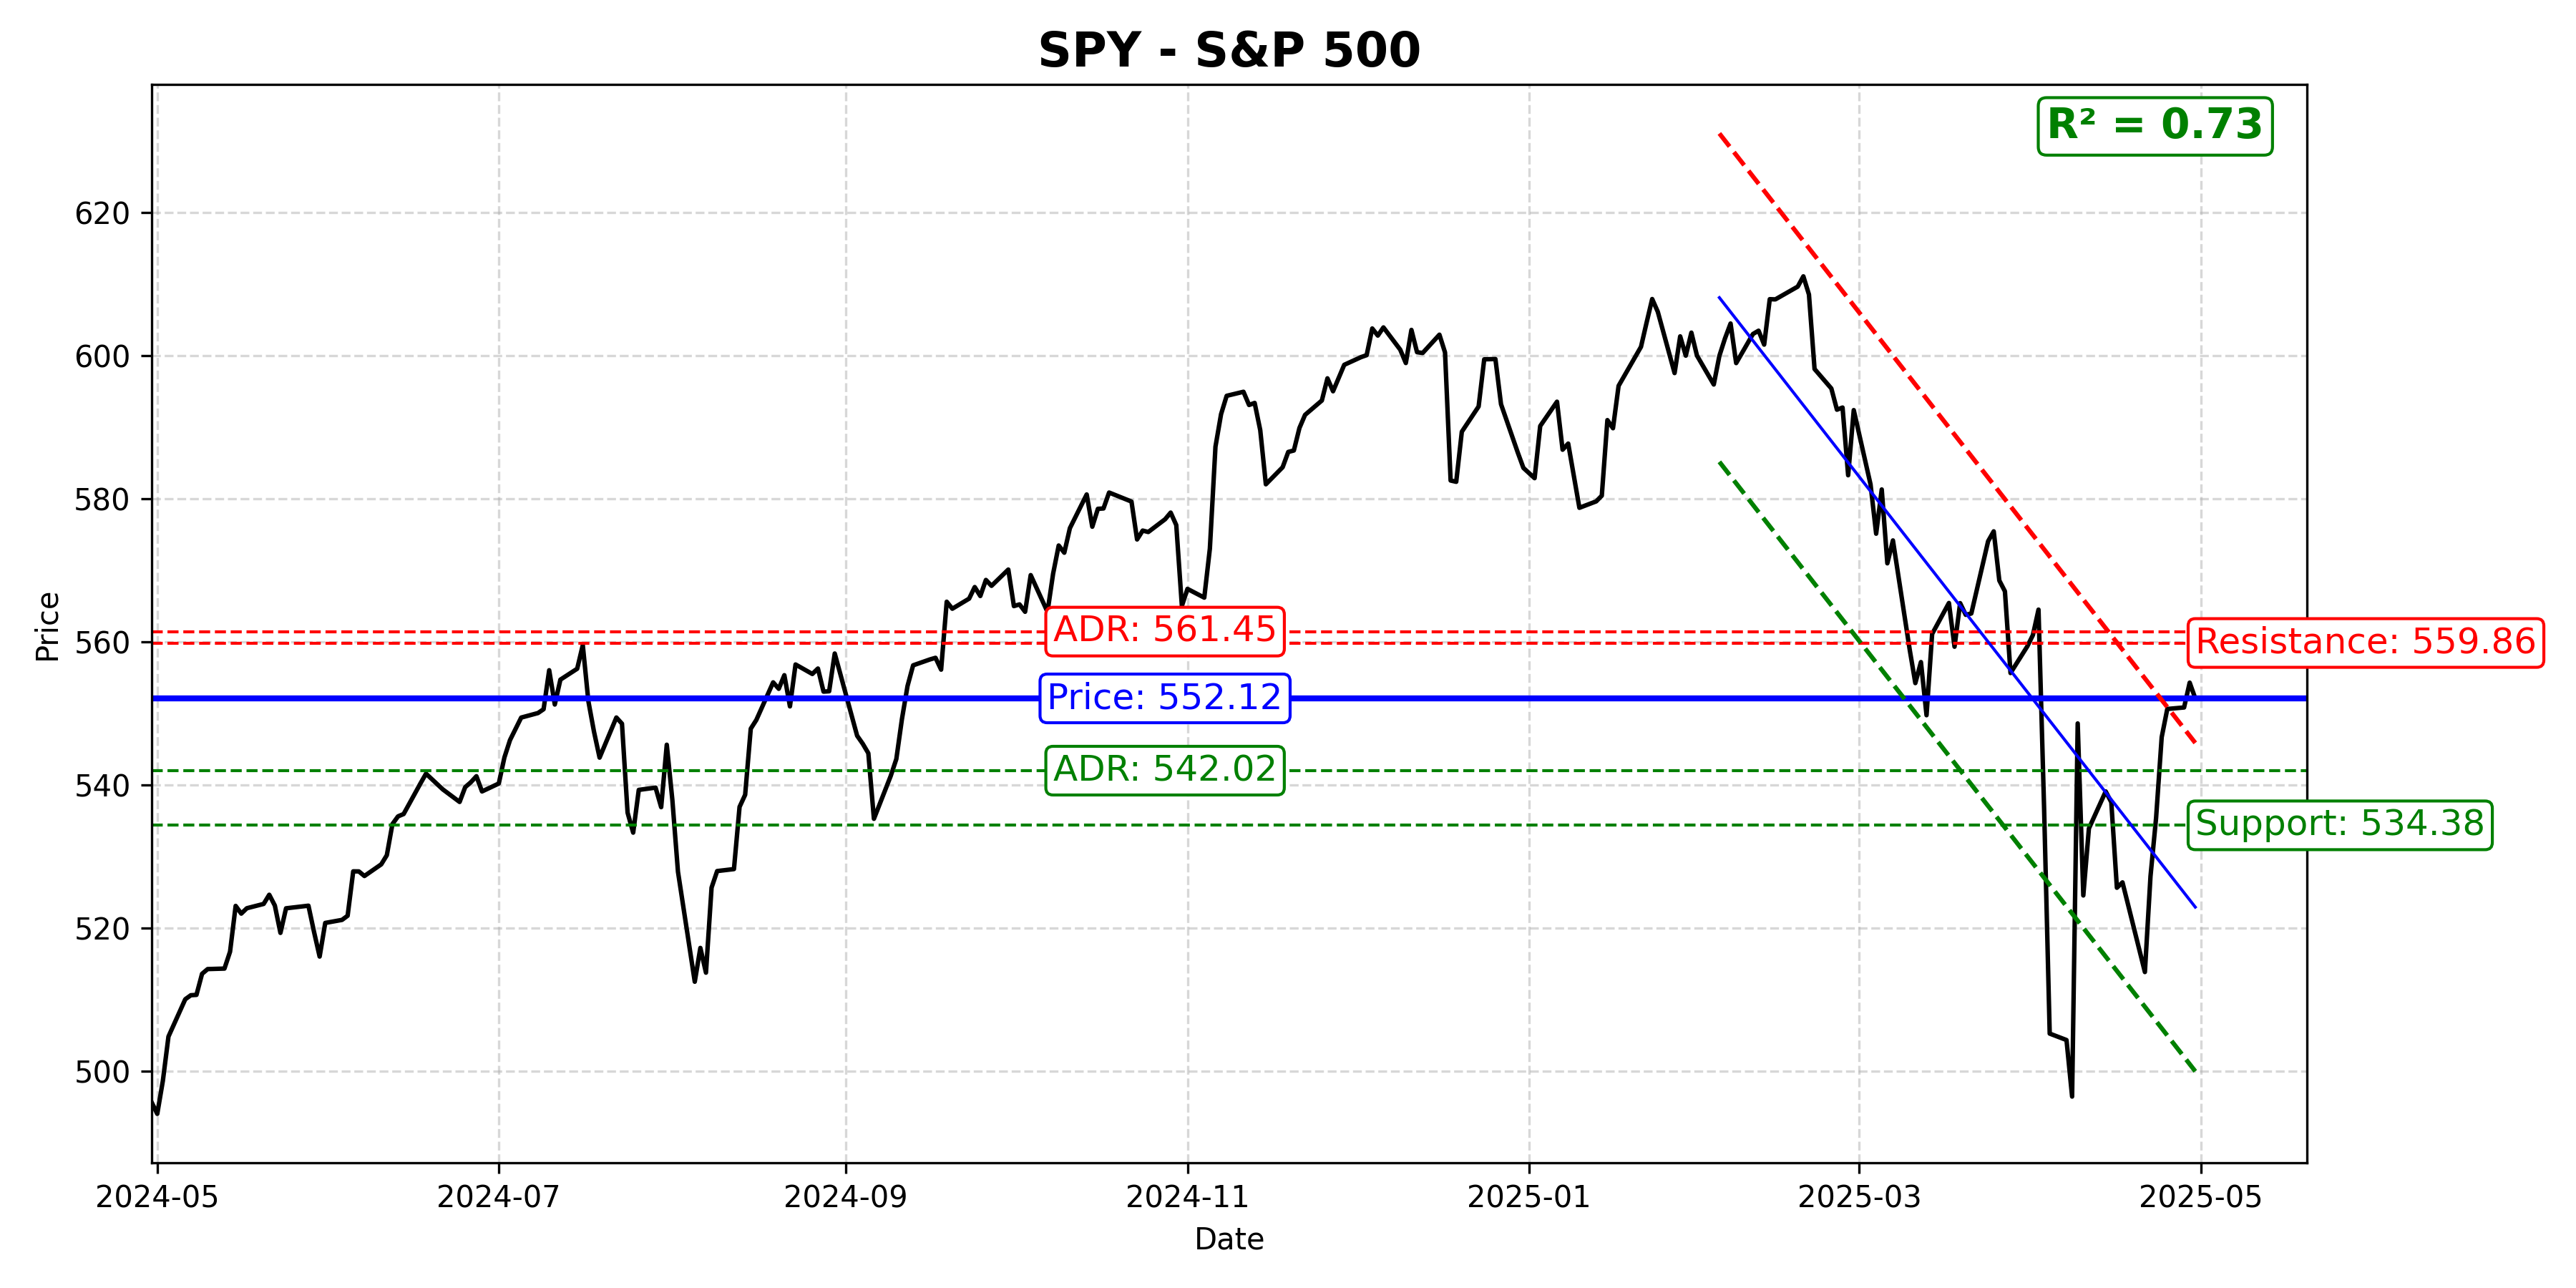 SPY - S&P 500
R² = 0.73
620
600
580
560
540
520
500
Price
ADR: 561.45
Resistance: 559.86
Price: 552.12
ADR: 542.02
Support: 534.38
2024-05
2024-07
2024-09
2024-11
2025-01
2025-03
2025-05
Date